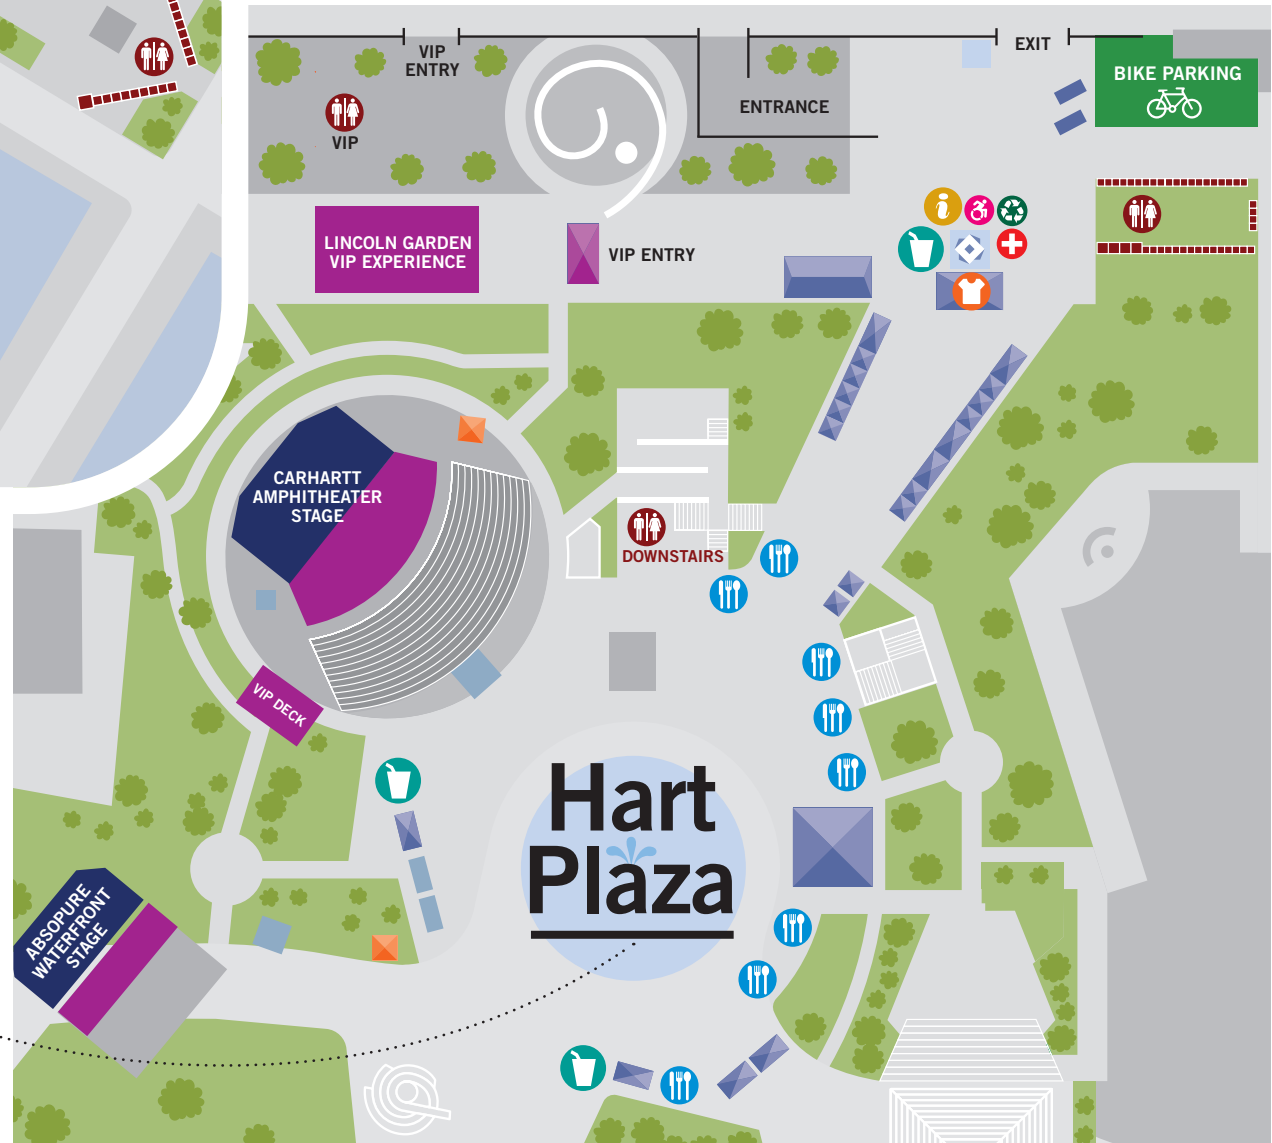 VIP
ENTRY
EXIT
BIKE PARKING
ENTRANCE
VIP
LINCOLN GARDEN
VIP EXPERIENCE
VIP ENTRY
CARHARTT
AMPHITHEATER
STAGE
DOWNSTAIRS
VIP DECK
Hart
Plaza
ABSOPURE
WATERFRONT
STAGE